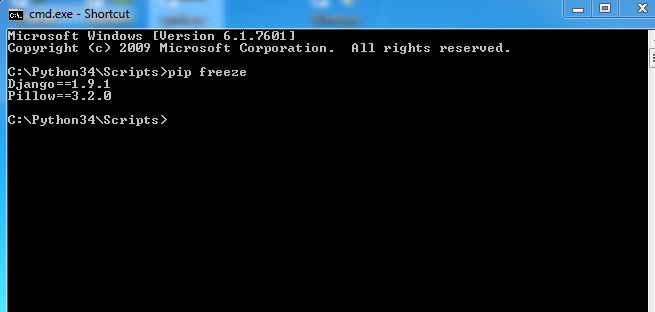 cmd.exe - Shortcut
Microsoft Windows [Version 6.1.7601]
Copyright (c) 2009 Microsoft Corporation.  All rights reserved.
C:\Python34\Scripts>pip freeze
Django==1.9.1
Pillow==3.2.0
C:\Python34\Scripts>